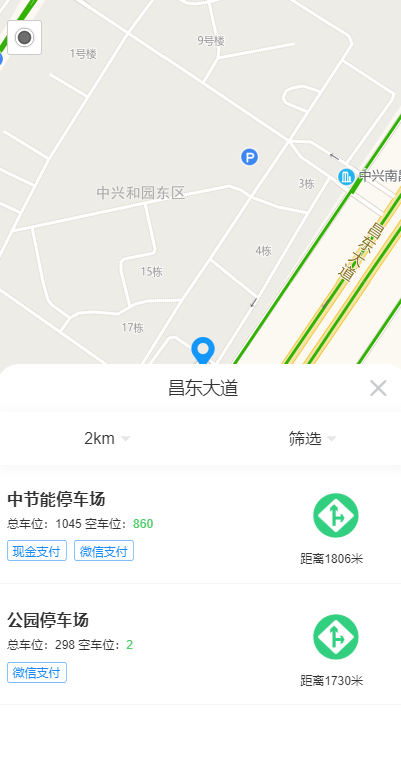 9号楼
1号楼
P
中兴南昌
3栋
中兴和园东区
昌东大道
4栋
15栋
17栋
昌东大道
2km 筛选
中节能停车场
总车位：1045 空车位：860
现金支付 微信支付
距离1806米
公园停车场
总车位：298 空车位：2
微信支付
距离1730米